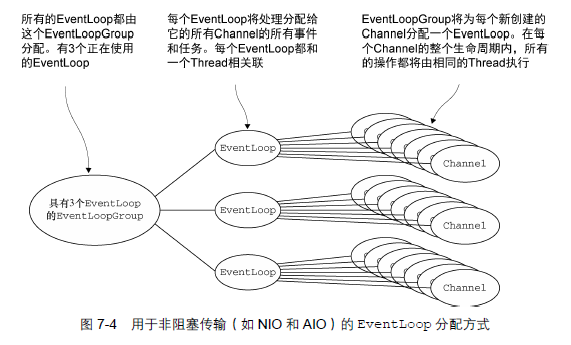 所有的EventLoop都由
这个EventLoopGroup
分配。有3个正在使用
的EventLoop
每个EventLoop将处理分配给
它的所有Channel的所有事件
和任务。每个EventLoop都和
一个Thread相关联
EventLoopGroup将为每个新创建的
Channel分配一个EventLoop。在每
个Channel的整个生命周期内，所有
的操作都将由相同的Thread执行
EventLoop
Channel
具有3个EventLoop
的EventLoopGroup
EventLoop
Channel
EventLoop
Channel
图 7-4 用于非阻塞传输（如 NIO 和 AIO）的 EventLoop 分配方式